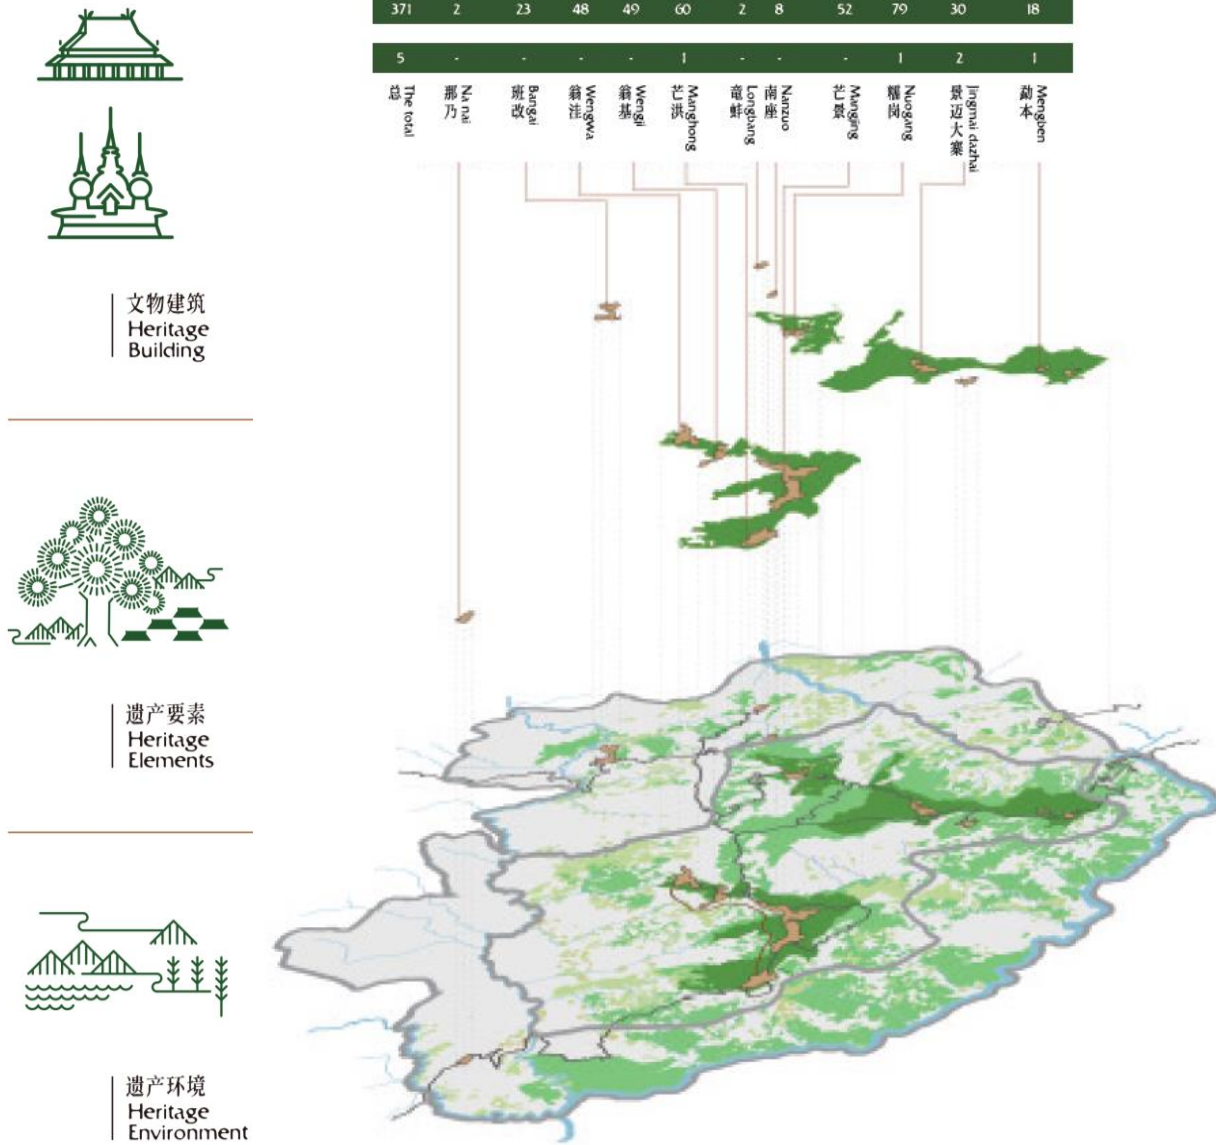 371 2 23 48 49 60 2 8 52 79 30 18
5 - - - - 1 - - - 1 2 1
总
The total
那乃
Na nai
班改
Bangai
翁洼
Wengwa
翁基
Wengji
芒洪
Manghong
竜蚌
Longbang
南座
Nanzuo
芒景
Mangjing
糯岗
Nuogang
景迈大寨
Jingmai dazhai
勐本
Mengben
文物建筑
Heritage
Building
遗产要素
Heritage
Elements
遗产环境
Heritage
Environment